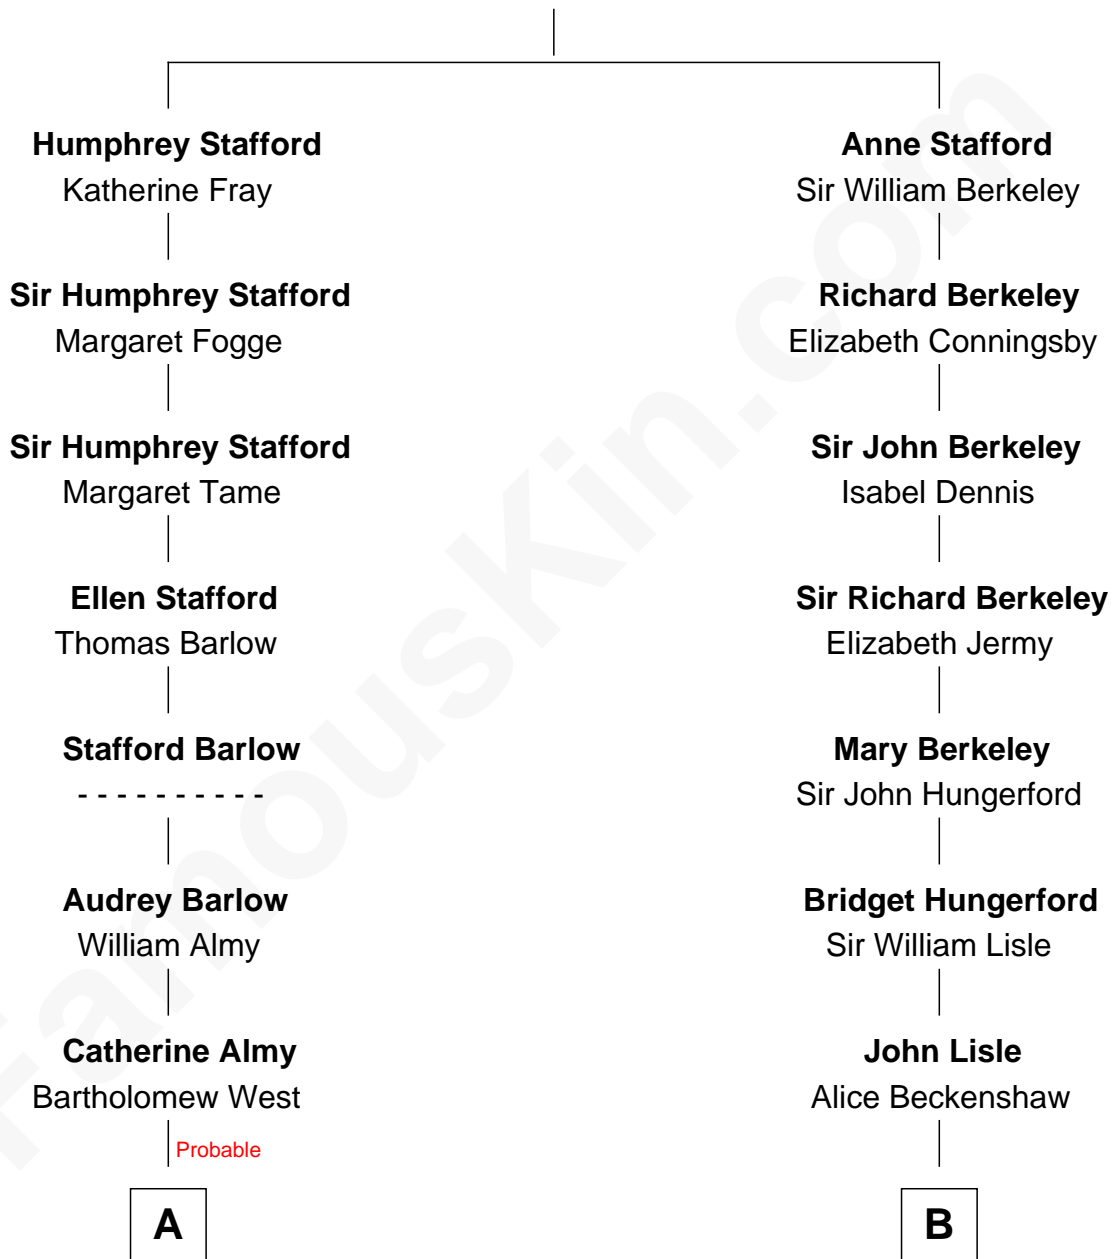 Humphrey Stafford
Katherine Fray
Anne Stafford
Sir William Berkeley
Sir Humphrey Stafford
Margaret Fogge
Richard Berkeley
Elizabeth Conningsby
Sir Humphrey Stafford
Margaret Tame
Sir John Berkeley
Isabel Dennis
Ellen Stafford
Thomas Barlow
Sir Richard Berkeley
Elizabeth Jermy
Stafford Barlow
- - - - - - - - - -
Mary Berkeley
Sir John Hungerford
Audrey Barlow
William Almy
Bridget Hungerford
Sir William Lisle
Catherine Almy
Bartholomew West
John Lisle
Alice Beckenshaw
Probable
A
B
FamousKin.com